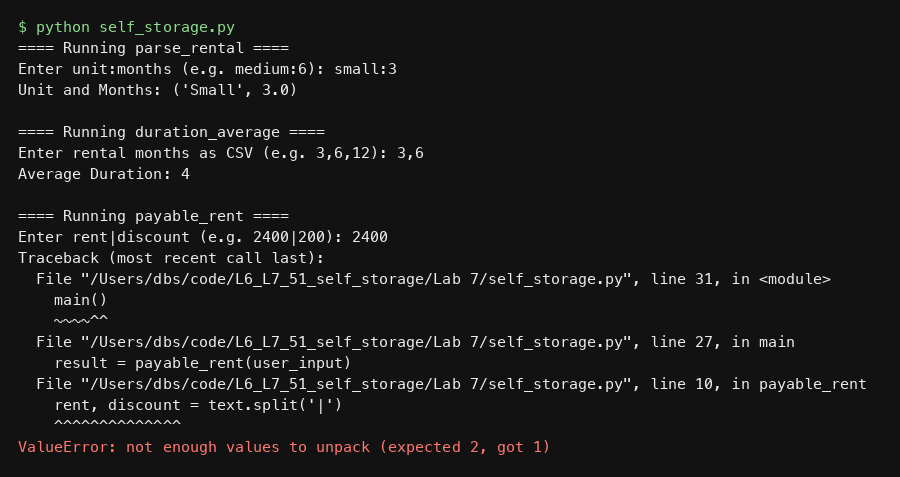 $ python self_storage.py
==== Running parse_rental ====
Enter unit:months (e.g. medium:6): small:3
Unit and Months: ('Small', 3.0)

==== Running duration_average ====
Enter rental months as CSV (e.g. 3,6,12): 3,6
Average Duration: 4

==== Running payable_rent ====
Enter rent|discount (e.g. 2400|200): 2400
Traceback (most recent call last):
  File "/Users/dbs/code/L6_L7_51_self_storage/Lab 7/self_storage.py", line 31, in <module>
    main()
    ~~~~^^
  File "/Users/dbs/code/L6_L7_51_self_storage/Lab 7/self_storage.py", line 27, in main
    result = payable_rent(user_input)
  File "/Users/dbs/code/L6_L7_51_self_storage/Lab 7/self_storage.py", line 10, in payable_rent
    rent, discount = text.split('|')
    ^^^^^^^^^^^^^^
ValueError: not enough values to unpack (expected 2, got 1)